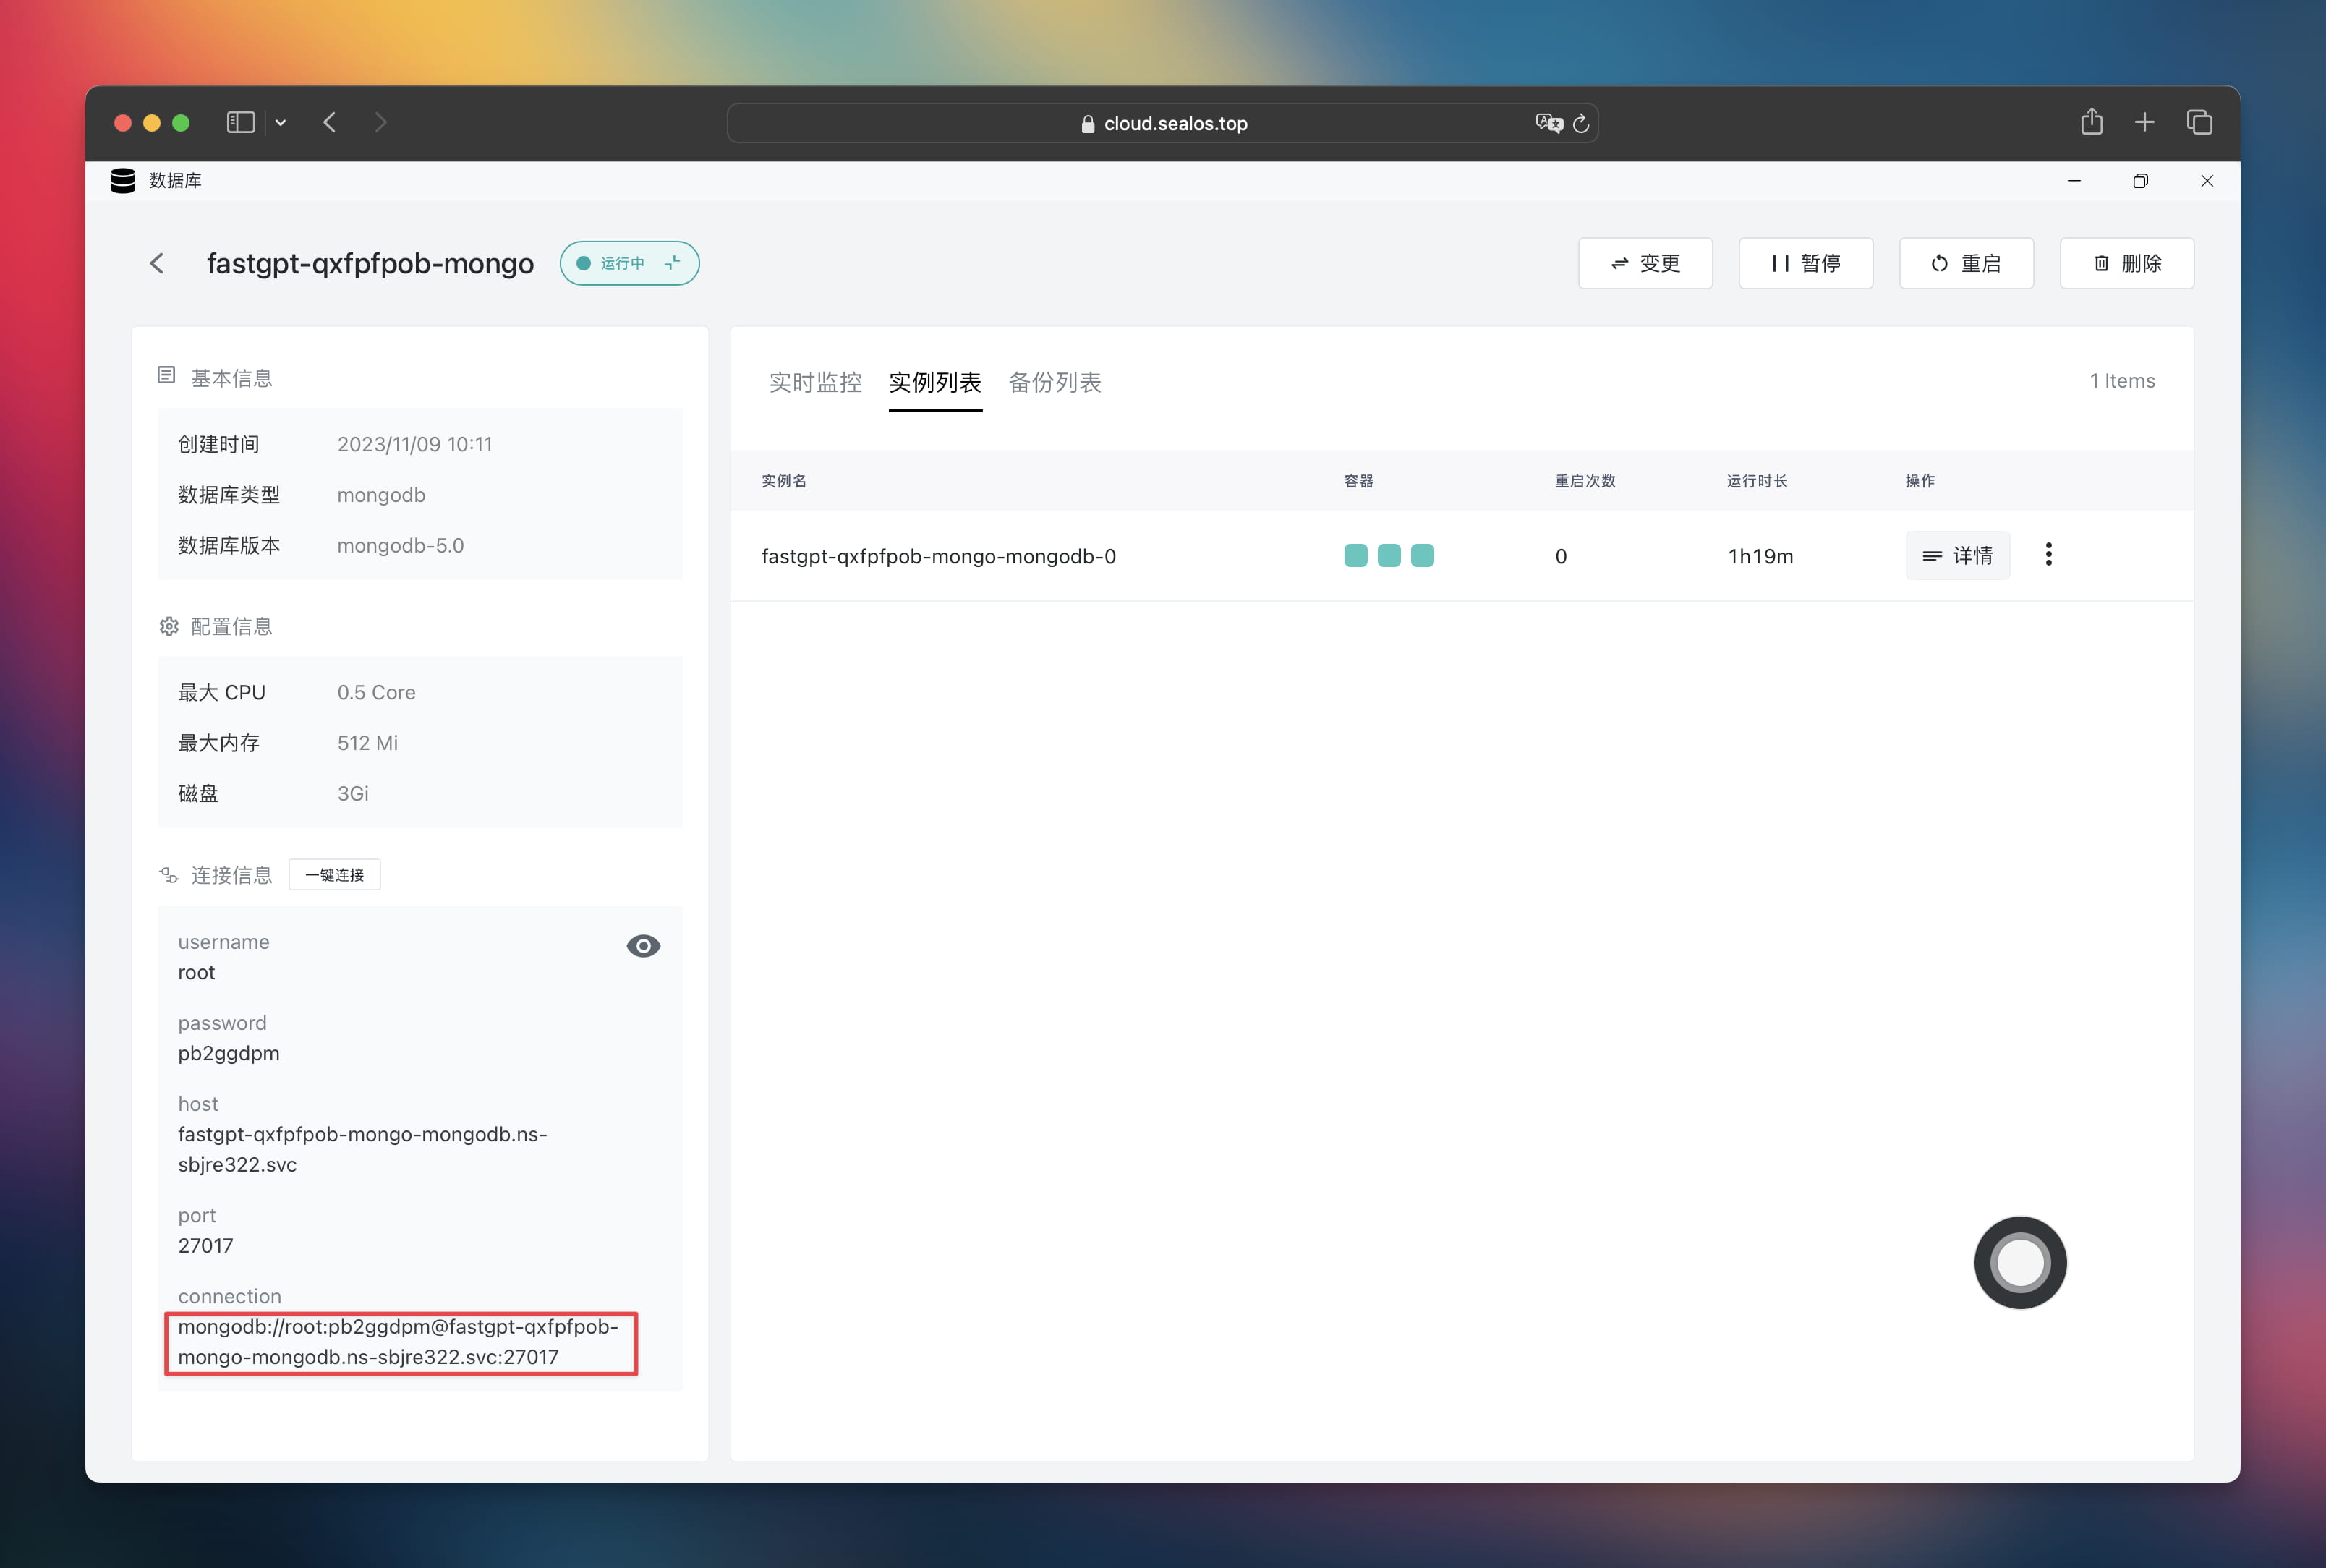 cloud.sealos.top
数据库
fastgpt-qxfpfpob-mongo
运行中
变更
暂停
重启
删除
基本信息
创建时间 2023/11/09 10:11
数据库类型 mongodb
数据库版本 mongodb-5.0
配置信息
最大 CPU 0.5 Core
最大内存 512 Mi
磁盘 3Gi
连接信息 一键连接
username
root
password
pb2ggdpm
host
fastgpt-qxfpfpob-mongo-mongodb.ns-
sbjre322.svc
port
27017
connection
mongodb://root:pb2ggdpm@fastgpt-qxfpfpob-
mongo-mongodb.ns-sbjre322.svc:27017
实时监控 实例列表 备份列表 1 Items
实例名 容器 重启次数 运行时长 操作
fastgpt-qxfpfpob-mongo-mongodb-0 0 1h19m 详情